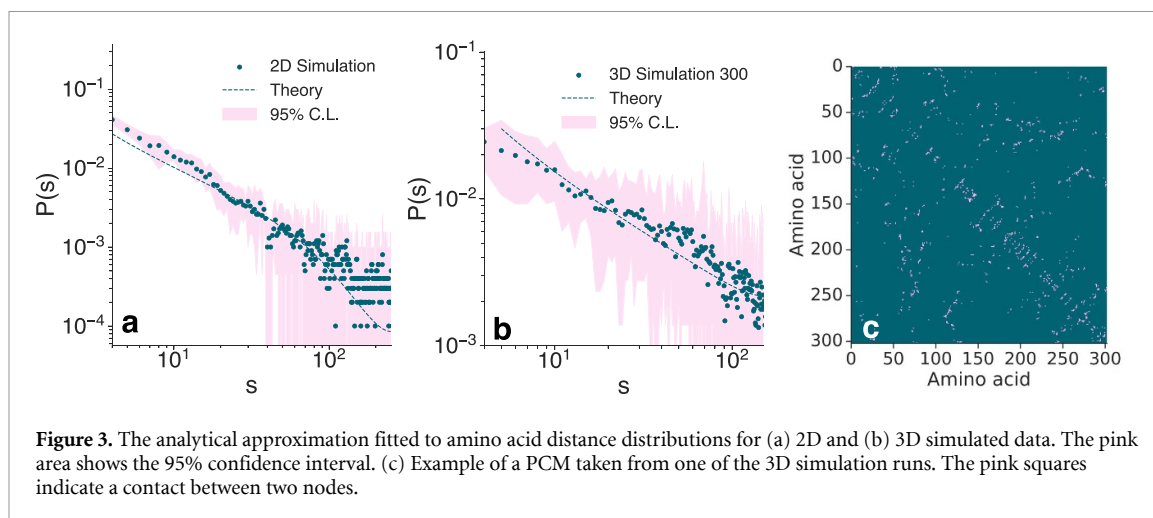 10⁻¹
10⁻²
10⁻³
10⁻⁴
P(s)
2D Simulation
Theory
95% C.L.
a
10¹
10²
s
10⁻¹
10⁻²
10⁻³
P(s)
3D Simulation 300
Theory
95% C.L.
b
10¹
10²
s
0
50
100
150
200
250
300
Amino acid
c
0 50 100 150 200 250 300
Amino acid
Figure 3. The analytical approximation fitted to amino acid distance distributions for (a) 2D and (b) 3D simulated data. The pink
area shows the 95% confidence interval. (c) Example of a PCM taken from one of the 3D simulation runs. The pink squares
indicate a contact between two nodes.